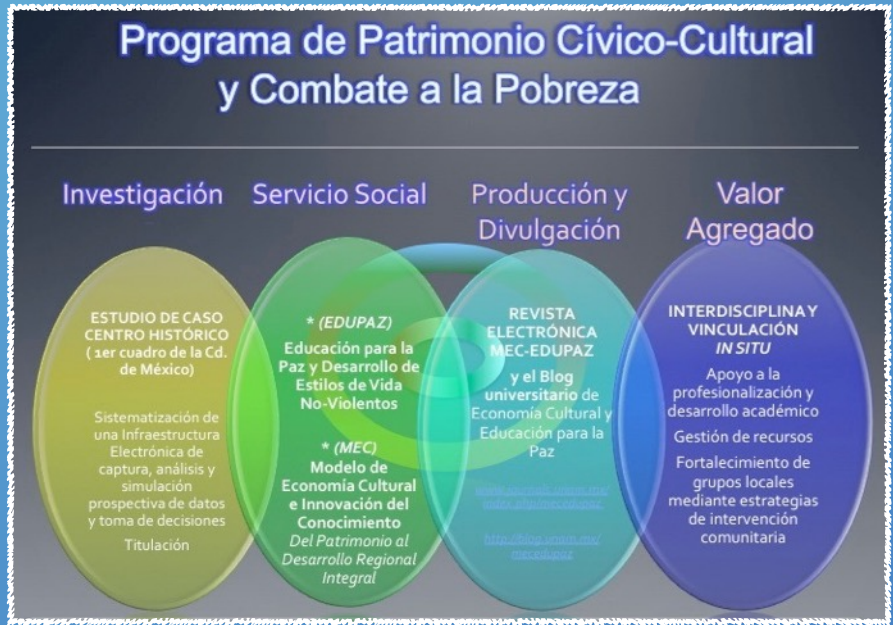 Programa de Patrimonio Cívico-Cultural
y Combate a la Pobreza
Investigación
Servicio Social
Producción y
Divulgación
Valor
Agregado
ESTUDIO DE CASO
CENTRO HISTÓRICO
( 1er cuadro de la Cd.
de México)
Sistematización de
una Infraestructura
Electrónica de
captura, análisis y
simulación
prospectiva de datos
y toma de decisiones
Titulación
* (EDUPAZ)
Educación para la
Paz y Desarrollo de
Estilos de Vida
No-Violentos
* (MEC)
Modelo de
Economía Cultural
e Innovación del
Conocimiento
Del Patrimonio al
Desarrollo Regional
Integral
REVISTA
ELECTRÓNICA
MEC-EDUPAZ
y el Blog
universitario de
Economía Cultural y
Educación para la
Paz
http://blog.unam.mx/
mecedupaz
INTERDISCIPLINA Y
VINCULACIÓN
IN SITU
Apoyo a la
profesionalización y
desarrollo académico
Gestión de recursos
Fortalecimiento de
grupos locales
mediante estrategias
de intervención
comunitaria